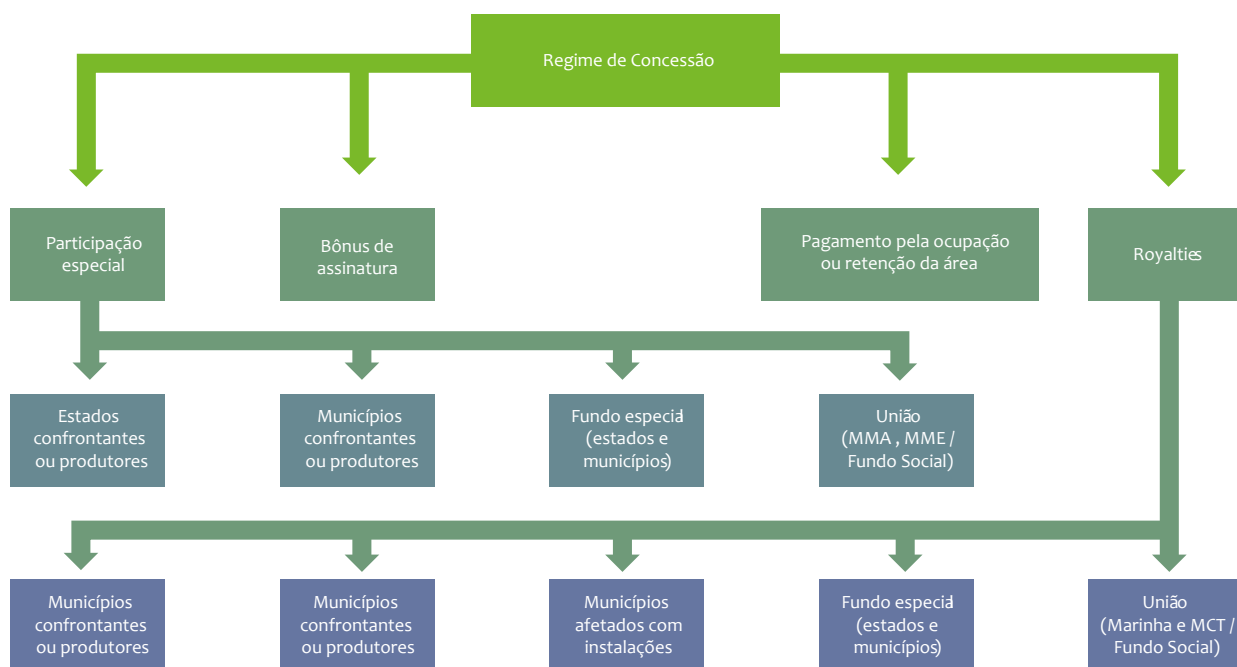 Regime de Concessão
Participação
especial
Bônus de
assinatura
Pagamento pela ocupação
ou retenção da área
Royalties
Estados
confrontantes
ou produtores
Municípios
confrontantes
ou produtores
Fundo especial
(estados e
municípios)
União
(MMA , MME /
Fundo Social)
Municípios
confrontantes
ou produtores
Municípios
confrontantes
ou produtores
Municípios
afetados com
instalações
Fundo especial
(estados e
municípios)
União
(Marinha e MCT /
Fundo Social)